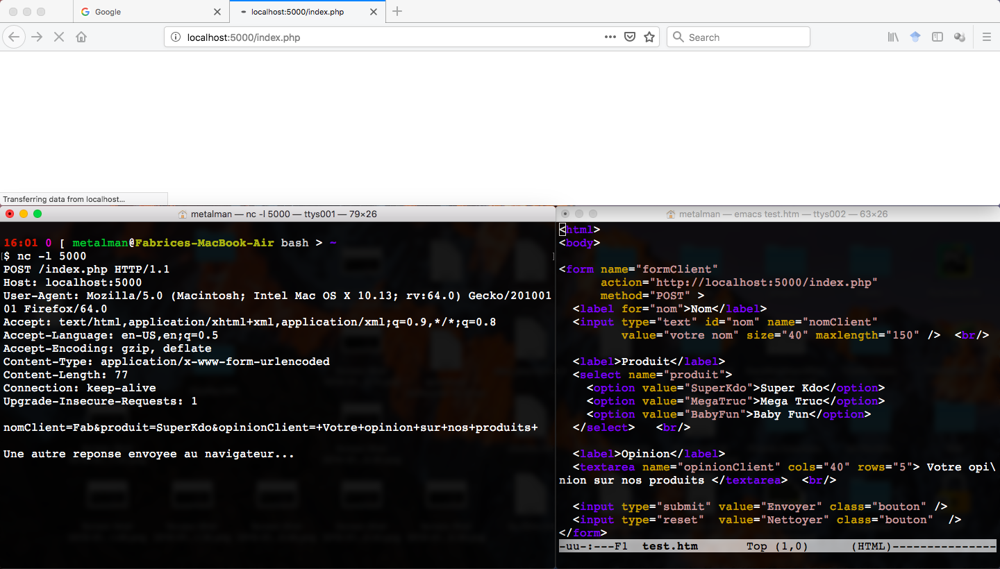 Google
localhost:5000/index.php
localhost:5000/index.php
Search
Transferring data from localhost...
metalman — nc -l 5000 — ttys001 — 79×26
16:01 0 [ metalman@Fabrices-MacBook-Air bash > ~
$ nc -l 5000
POST /index.php HTTP/1.1
Host: localhost:5000
User-Agent: Mozilla/5.0 (Macintosh; Intel Mac OS X 10.13; rv:64.0) Gecko/201001
01 Firefox/64.0
Accept: text/html,application/xhtml+xml,application/xml;q=0.9,*/*;q=0.8
Accept-Language: en-US,en;q=0.5
Accept-Encoding: gzip, deflate
Content-Type: application/x-www-form-urlencoded
Content-Length: 77
Connection: keep-alive
Upgrade-Insecure-Requests: 1
nomClient=Fab&produit=SuperKdo&opinionClient=+Votre+opinion+sur+nos+produits+
Une autre reponse envoyee au navigateur...
metalman — emacs test.htm — ttys002 — 63×26
<html>
<body>
<form name="formClient"
action="http://localhost:5000/index.php"
method="POST" >
<label for="nom">Nom</label>
<input type="text" id="nom" name="nomClient"
value="votre nom" size="40" maxlength="150" />  <br/>
<label>Produit</label>
<select name="produit">
<option value="SuperKdo">Super Kdo</option>
<option value="MegaTruc">Mega Truc</option>
<option value="BabyFun">Baby Fun</option>
</select>   <br/>
<label>Opinion</label>
<textarea name="opinionClient" cols="40" rows="5"> Votre opi\
nion sur nos produits </textarea>  <br/>
<input type="submit" value="Envoyer" class="bouton" />
<input type="reset"  value="Nettoyer" class="bouton"  />
</form>
-uu-:---F1  test.htm       Top (1,0)      (HTML)---------------